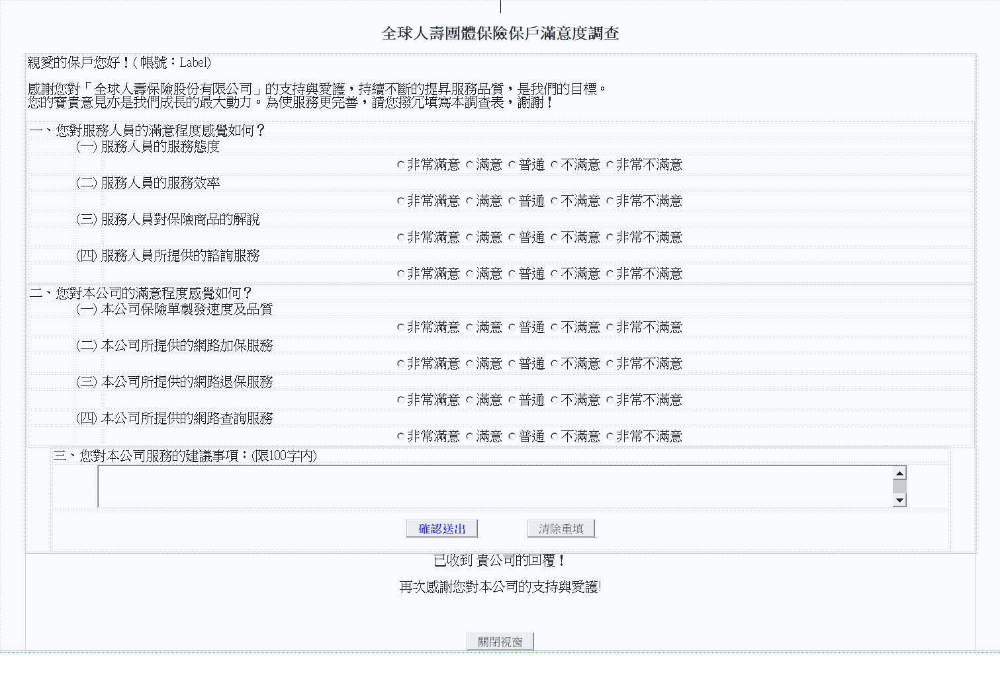 全球人壽團體保險保戶滿意度調查
親愛的保戶您好！( 帳號：Label)
感謝您對「全球人壽保險股份有限公司」的支持與愛護，持續不斷的提昇服務品質，是我們的目標。
您的寶貴意見亦是我們成長的最大動力。為使服務更完善，請您撥冗填寫本調查表，謝謝！
一、您對服務人員的滿意程度感覺如何？
(一) 服務人員的服務態度
非常滿意 滿意 普通 不滿意 非常不滿意
(二) 服務人員的服務效率
非常滿意 滿意 普通 不滿意 非常不滿意
(三) 服務人員對保險商品的解說
非常滿意 滿意 普通 不滿意 非常不滿意
(四) 服務人員所提供的諮詢服務
非常滿意 滿意 普通 不滿意 非常不滿意
二、您對本公司的滿意程度感覺如何？
(一) 本公司保險單製發速度及品質
非常滿意 滿意 普通 不滿意 非常不滿意
(二) 本公司所提供的網路加保服務
非常滿意 滿意 普通 不滿意 非常不滿意
(三) 本公司所提供的網路退保服務
非常滿意 滿意 普通 不滿意 非常不滿意
(四) 本公司所提供的網路查詢服務
非常滿意 滿意 普通 不滿意 非常不滿意
三、您對本公司服務的建議事項：(限100字內)
確認送出 清除重填
已收到 貴公司的回覆！
再次感謝您對本公司的支持與愛護!
關閉視窗